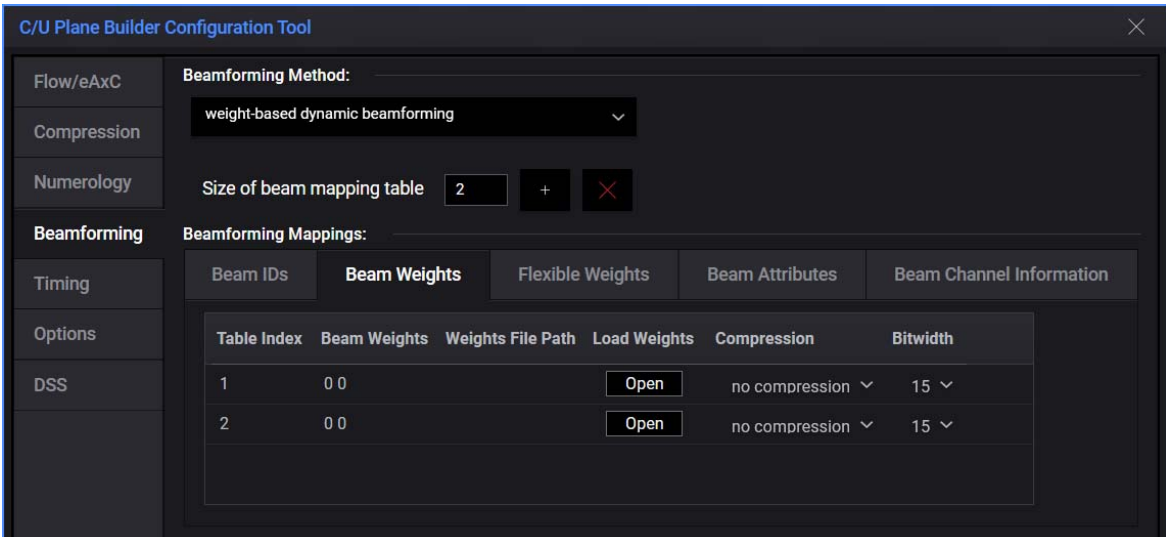 C/U Plane Builder Configuration Tool
Flow/eAxC
Compression
Numerology
Beamforming
Timing
Options
DSS
Beamforming Method:
weight-based dynamic beamforming
Size of beam mapping table 2 +
Beamforming Mappings:
Beam IDs Beam Weights Flexible Weights Beam Attributes Beam Channel Information
Table Index Beam Weights Weights File Path Load Weights Compression Bitwidth
1 0 0 Open no compression 15
2 0 0 Open no compression 15